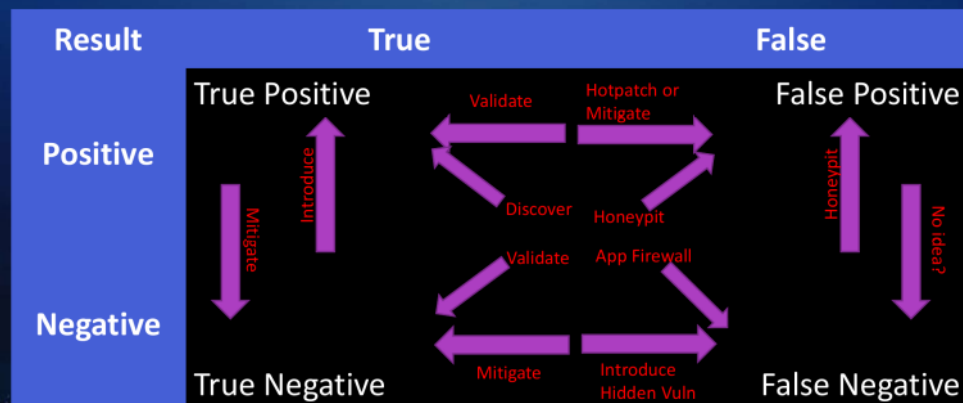 Result True False
True Positive
Validate
Hotpatch or
Mitigate
False Positive
Positive
Introduce
Mitigate
Discover
Honeypit
Honeypit
No idea?
Validate
App Firewall
Negative
Mitigate
Introduce
Hidden Vuln
True Negative
False Negative